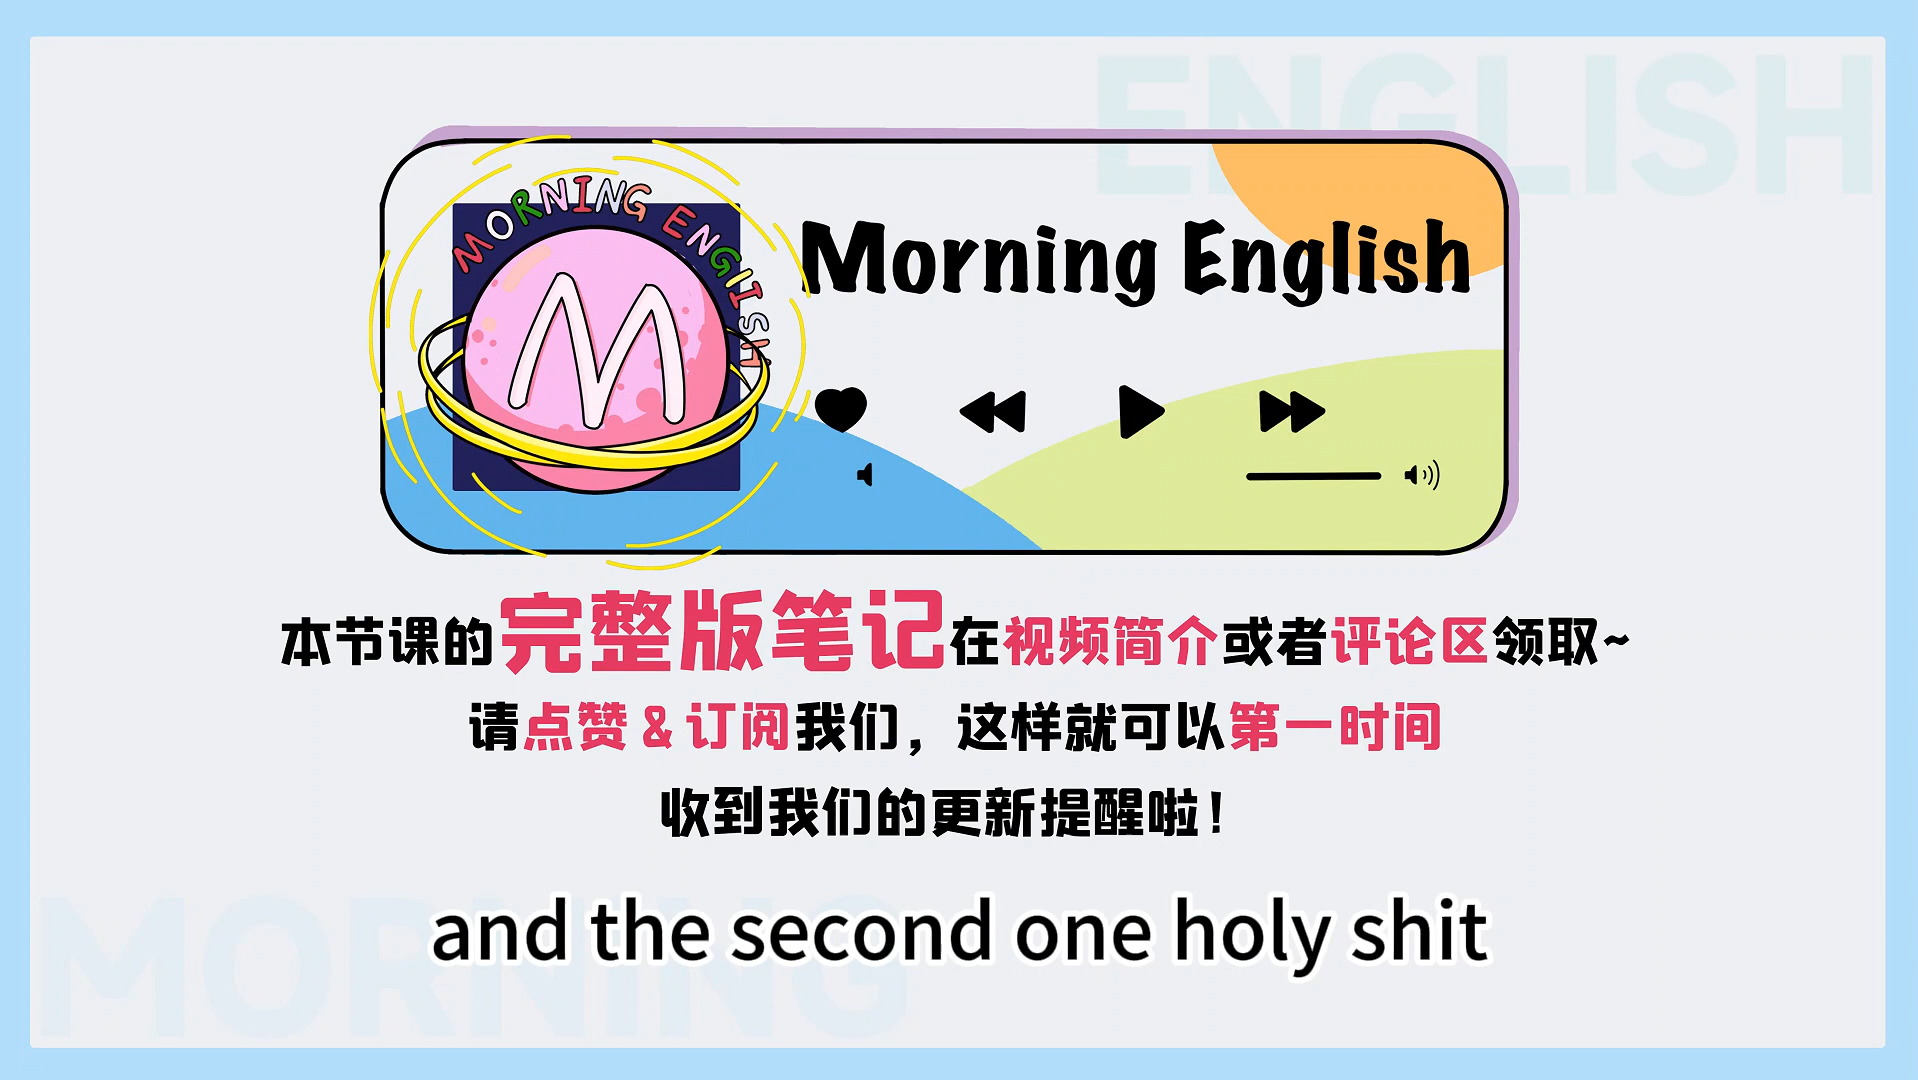 ENGLISH
MORNING ENGLISH
M
Morning English
本节课的完整版笔记在视频简介或者评论区领取~
请点赞&订阅我们，这样就可以第一时间
收到我们的更新提醒啦！
MORNING
and the second one holy shit